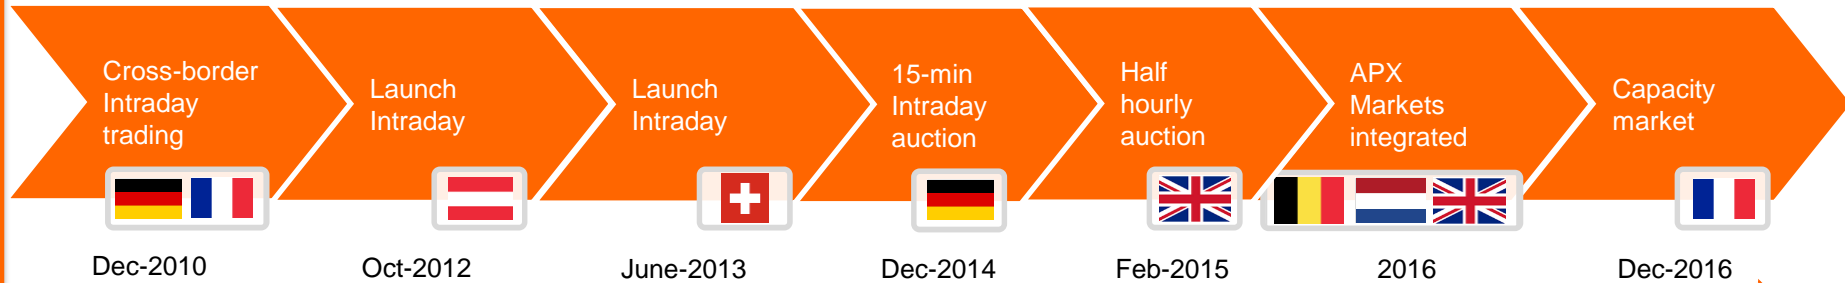 Cross-border
Intraday
trading
Launch
Intraday
Launch
Intraday
15-min
Intraday
auction
Half
hourly
auction
APX
Markets
integrated
Capacity
market
Dec-2010
Oct-2012
June-2013
Dec-2014
Feb-2015
2016
Dec-2016